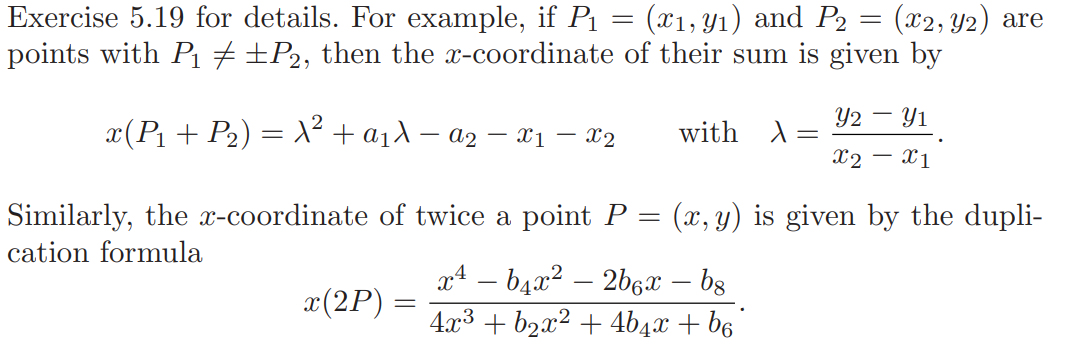 Exercise 5.19 for details. For example, if P₁ = (x₁, y₁) and P₂ = (x₂, y₂) are
points with P₁ ≠ ±P₂, then the x-coordinate of their sum is given by
x(P₁ + P₂) = λ² + a₁λ − a₂ − x₁ − x₂ with λ = (y₂ − y₁)/(x₂ − x₁).
Similarly, the x-coordinate of twice a point P = (x, y) is given by the dupli-
cation formula
x(2P) = (x⁴ − b₄x² − 2b₆x − b₈)/(4x³ + b₂x² + 4b₄x + b₆).